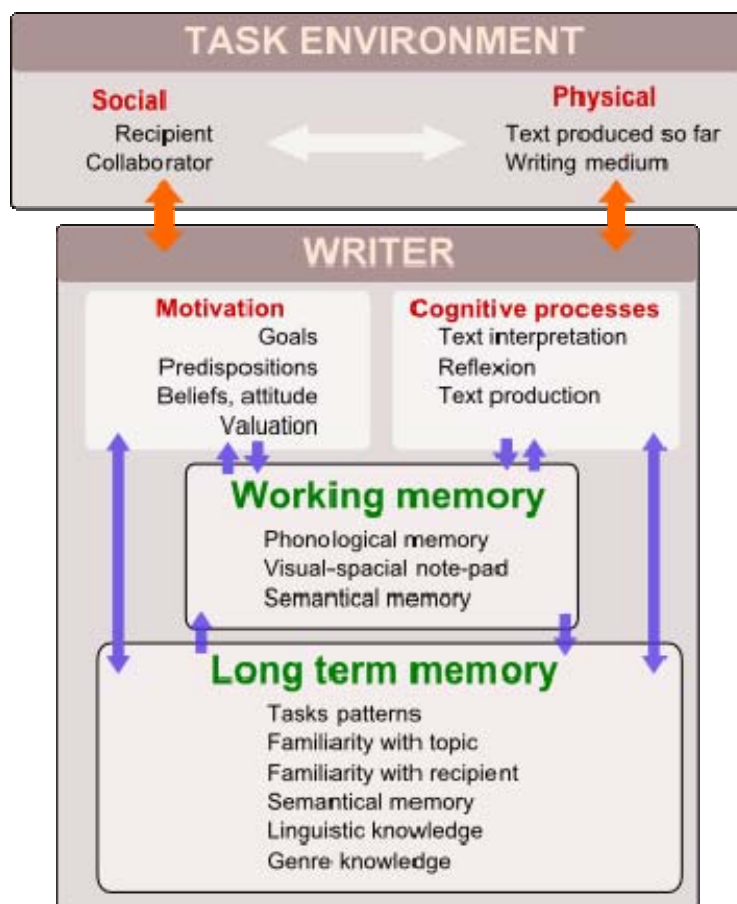 TASK ENVIRONMENT
Social
Recipient
Collaborator
Physical
Text produced so far
Writing medium
WRITER
Motivation
Goals
Predispositions
Beliefs, attitude
Valuation
Cognitive processes
Text interpretation
Reflexion
Text production
Working memory
Phonological memory
Visual-spacial note-pad
Semantical memory
Long term memory
Tasks patterns
Familiarity with topic
Familiarity with recipient
Semantical memory
Linguistic knowledge
Genre knowledge